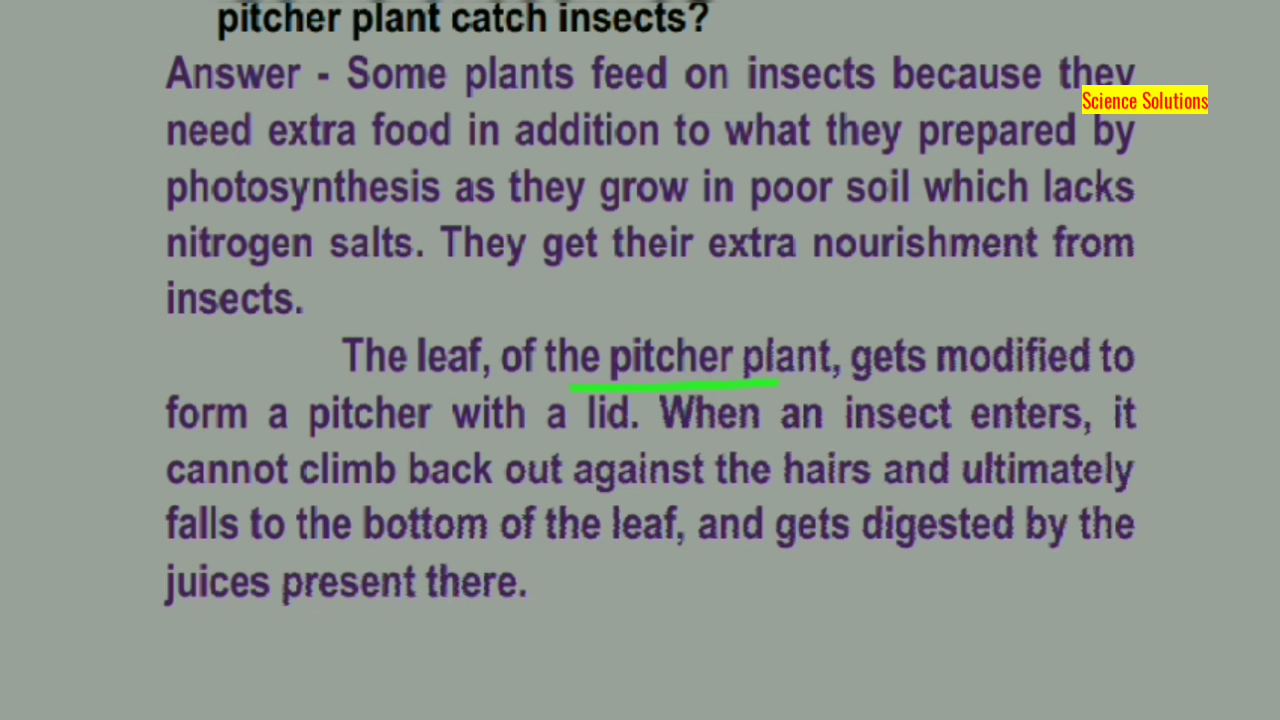 pitcher plant catch insects?
Answer - Some plants feed on insects because they
Science Solutions
need extra food in addition to what they prepared by
photosynthesis as they grow in poor soil which lacks
nitrogen salts. They get their extra nourishment from
insects.
The leaf, of the pitcher plant, gets modified to
form a pitcher with a lid. When an insect enters, it
cannot climb back out against the hairs and ultimately
falls to the bottom of the leaf, and gets digested by the
juices present there.